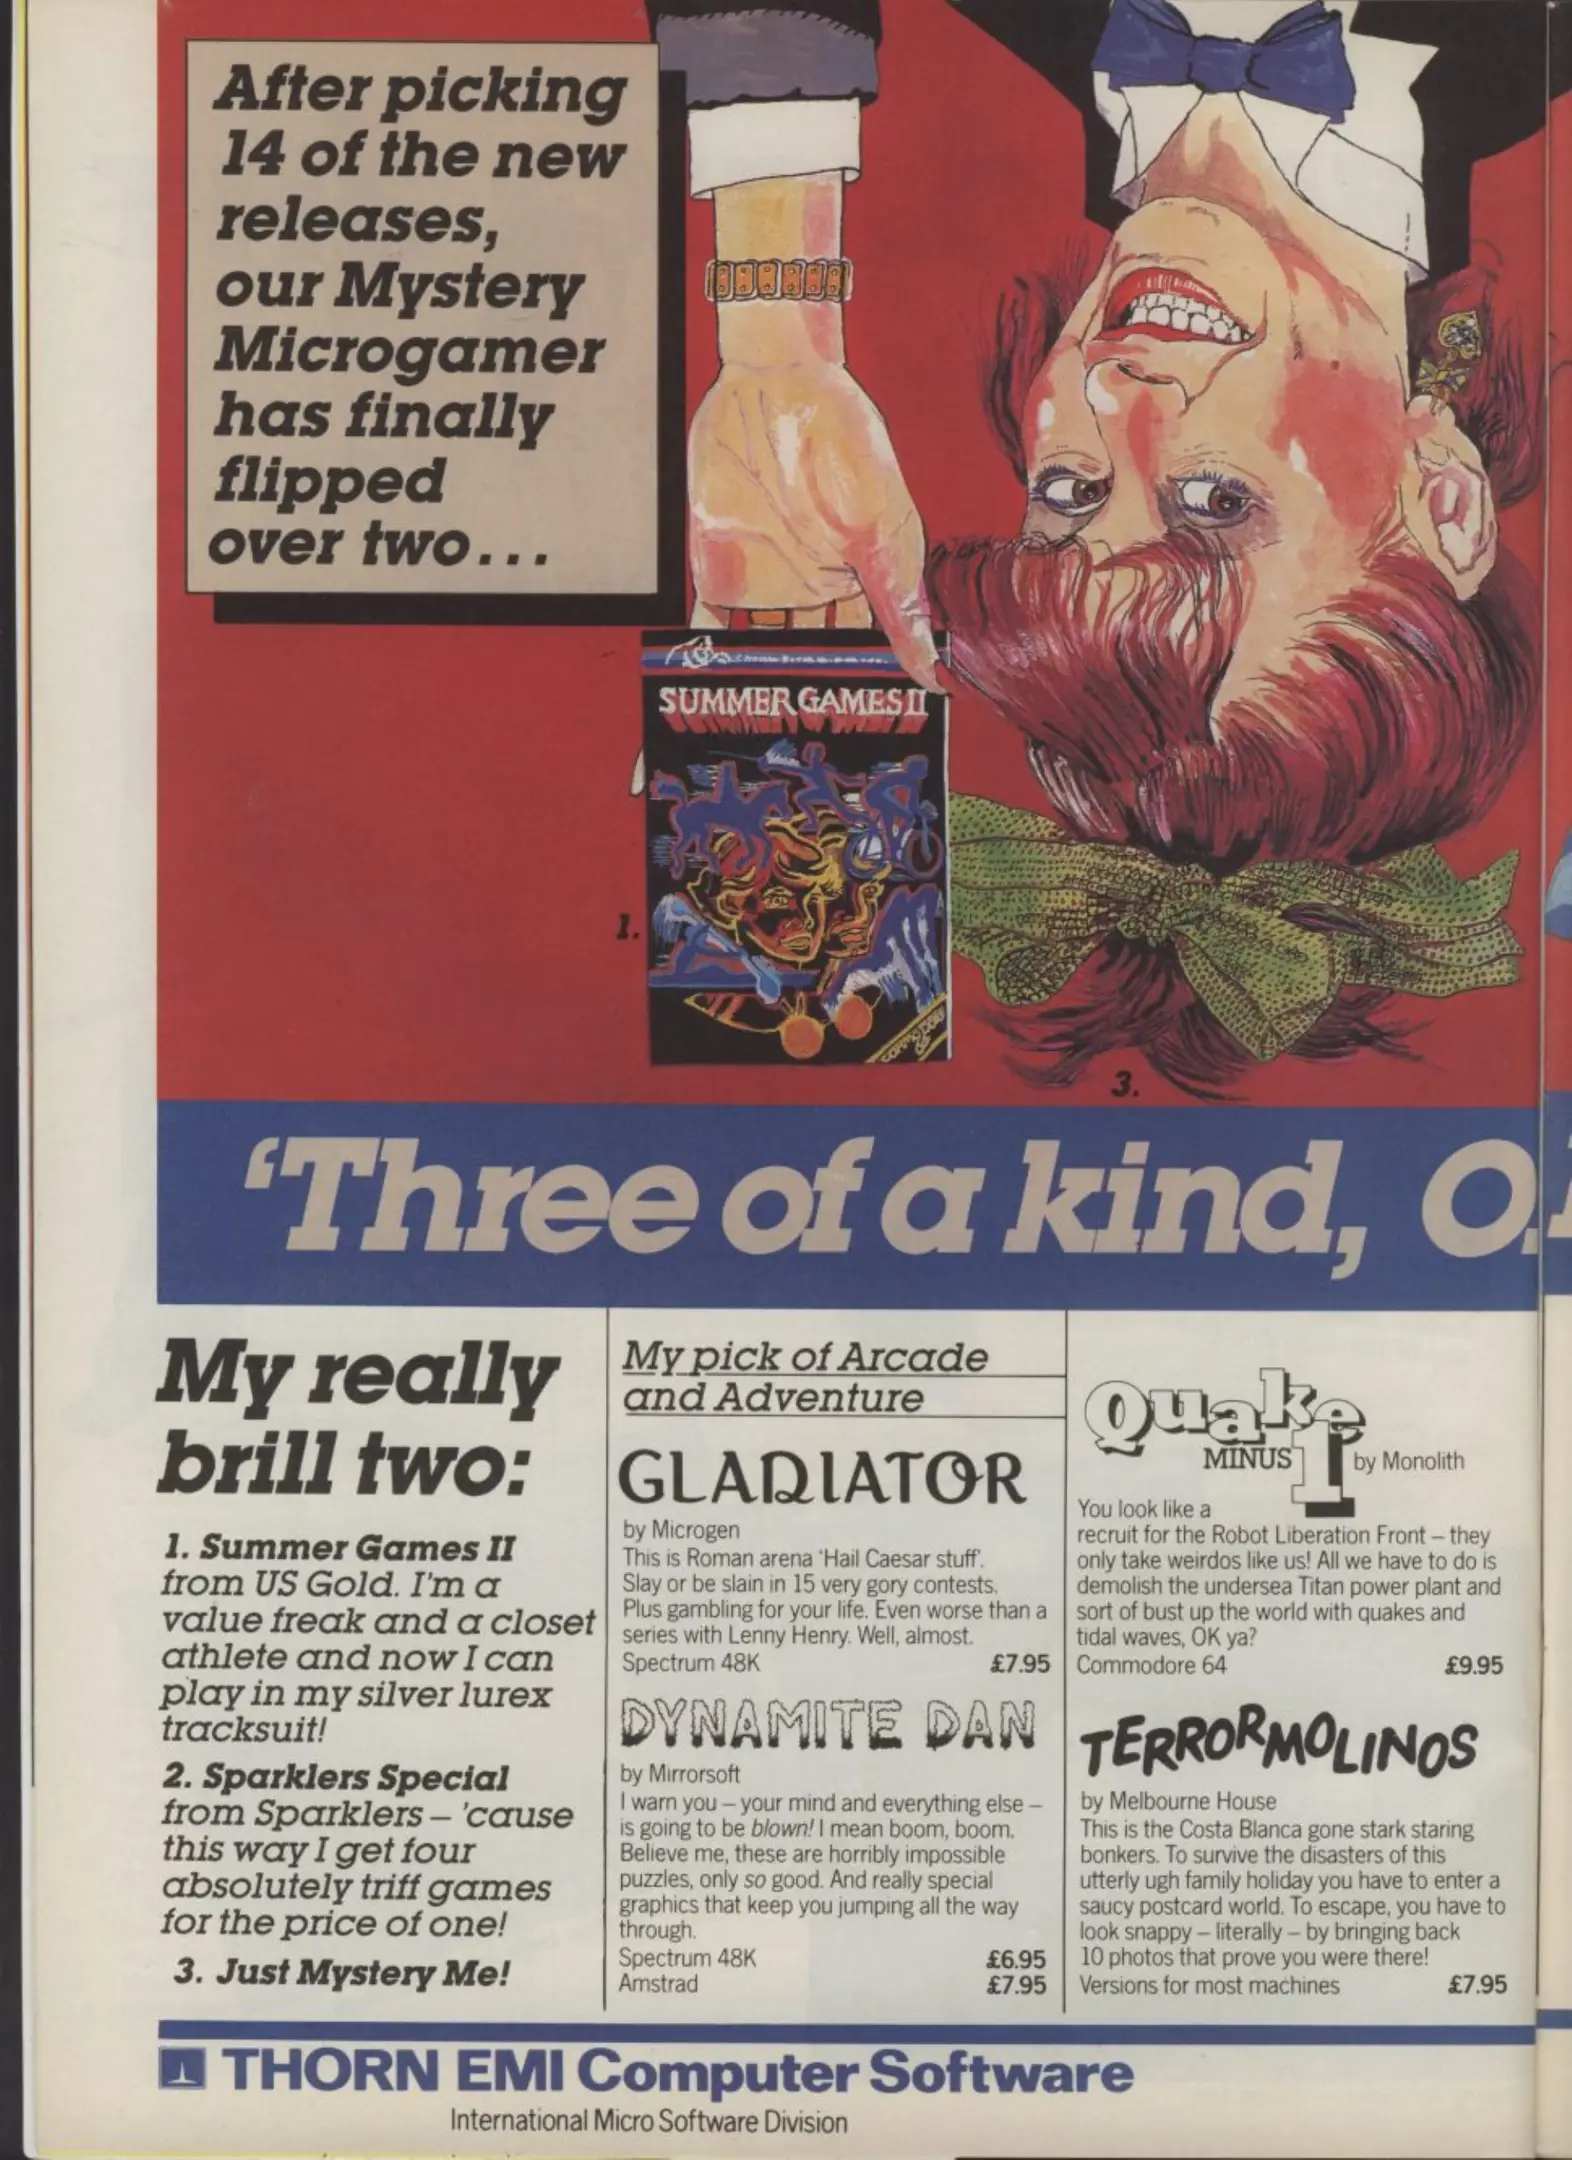 After picking
14 of the new
releases,
our Mystery
Microgamer
has finally
flipped
over two...
SUMMER GAMES II
COMMODORE
1.
3.
'Three of a kind, O.
My really
brill two:
1. Summer Games II
from US Gold. I'm a
value freak and a closet
athlete and now I can
play in my silver lurex
tracksuit!
2. Sparklers Special
from Sparklers – 'cause
this way I get four
absolutely triff games
for the price of one!
3. Just Mystery Me!
My pick of Arcade
and Adventure
GLADIATOR
by Microgen
This is Roman arena 'Hail Caesar stuff'.
Slay or be slain in 15 very gory contests.
Plus gambling for your life. Even worse than a
series with Lenny Henry. Well, almost.
Spectrum 48K £7.95
DYNAMITE DAN
by Mirrorsoft
I warn you – your mind and everything else –
is going to be blown! I mean boom, boom.
Believe me, these are horribly impossible
puzzles, only so good. And really special
graphics that keep you jumping all the way
through.
Spectrum 48K £6.95
Amstrad £7.95
Quake
MINUS 1 by Monolith
You look like a
recruit for the Robot Liberation Front – they
only take weirdos like us! All we have to do is
demolish the undersea Titan power plant and
sort of bust up the world with quakes and
tidal waves, OK ya?
Commodore 64 £9.95
TERRORMOLINOS
by Melbourne House
This is the Costa Blanca gone stark staring
bonkers. To survive the disasters of this
utterly ugh family holiday you have to enter a
saucy postcard world. To escape, you have to
look snappy – literally – by bringing back
10 photos that prove you were there!
Versions for most machines £7.95
THORN EMI Computer Software
International Micro Software Division